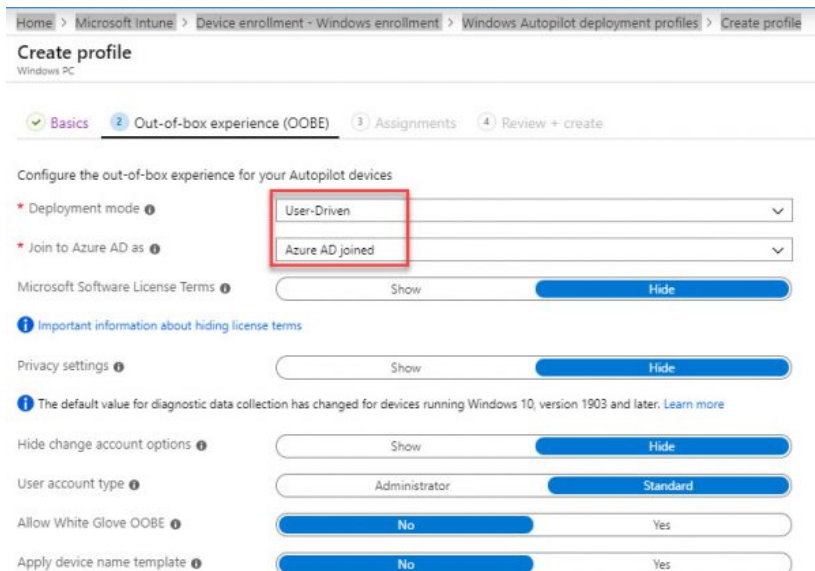 Home > Microsoft Intune > Device enrollment - Windows enrollment > Windows Autopilot deployment profiles > Create profile
Create profile
Windows PC
Basics 2 Out-of-box experience (OOBE) 3 Assignments 4 Review + create
Configure the out-of-box experience for your Autopilot devices
* Deployment mode User-Driven
* Join to Azure AD as Azure AD joined
Microsoft Software License Terms Show Hide
Important information about hiding license terms
Privacy settings Show Hide
The default value for diagnostic data collection has changed for devices running Windows 10, version 1903 and later. Learn more
Hide change account options Show Hide
User account type Administrator Standard
Allow White Glove OOBE No Yes
Apply device name template No Yes